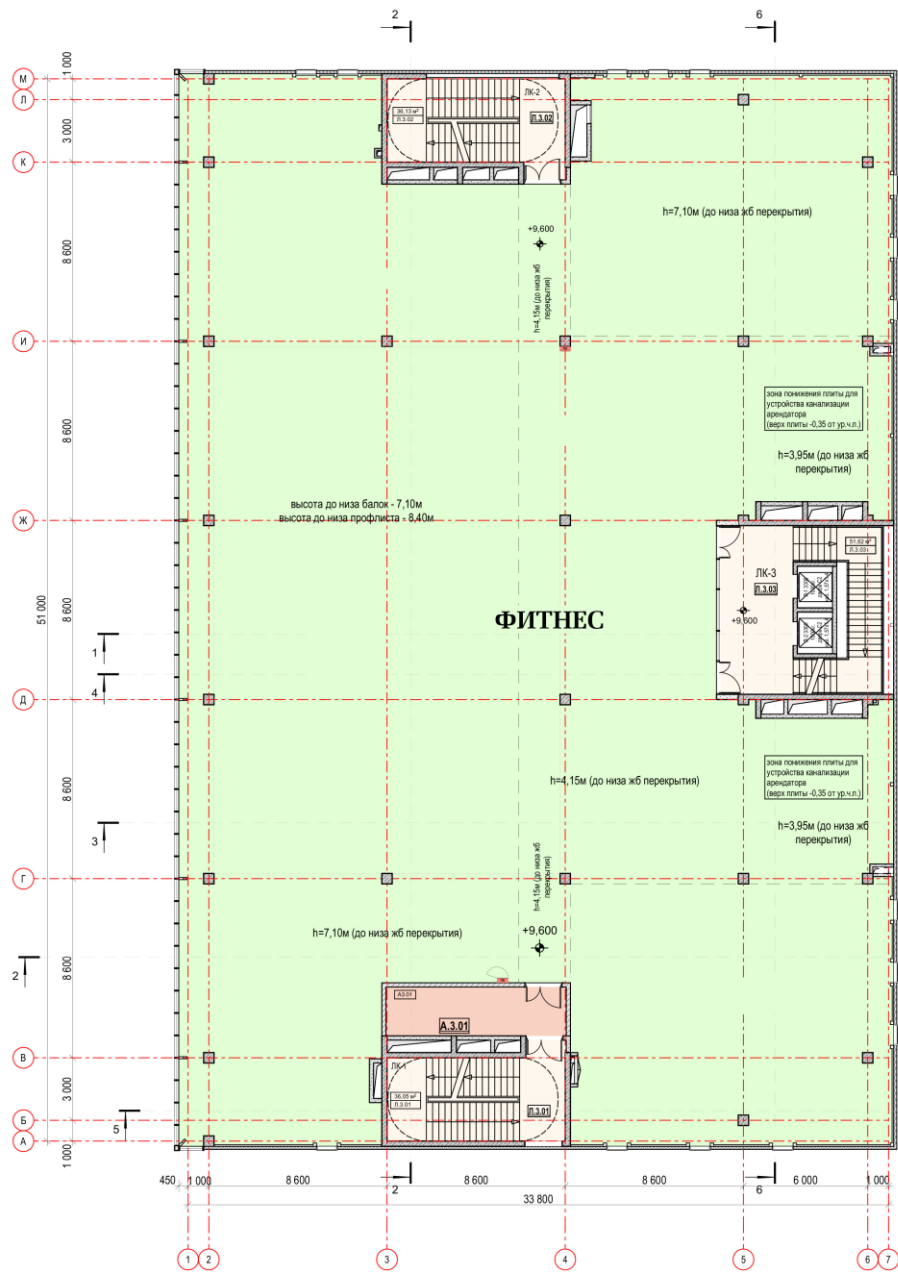 2
6
М
Л
К
И
Ж
Д
Г
В
Б
А
1 000
3 000
8 600
8 600
8 600
8 600
8 600
3 000
1 000
51 000
36,13 м²
Л.3.02
ЛК-2
Л.3.02
h=7,10м (до низа жб перекрытия)
+9,600
h=4,15м (до низа жб
перекрытия)
зона понижения плиты для
устройства канализации
арендатора
(верх плиты -0,35 от ур.ч.п.)
h=3,95м (до низа жб
перекрытия)
высота до низа балок - 7,10м
высота до низа профлиста - 8,40м
51,62 м²
Л.3.03
ЛК-3
Л.3.03
+9,600
ФИТНЕС
1
4
3
2
5
h=4,15м (до низа жб перекрытия)
зона понижения плиты для
устройства канализации
арендатора
(верх плиты -0,35 от ур.ч.п.)
h=3,95м (до низа жб
перекрытия)
h=4,15м (до низа жб
перекрытия)
h=7,10м (до низа жб перекрытия)
+9,600
А3.01
А.3.01
ЛК-1
36,05 м²
Л.3.01
Л.3.01
450
1 000
8 600
2
8 600
8 600
6
6 000
1 000
33 800
1
2
3
4
5
6
7